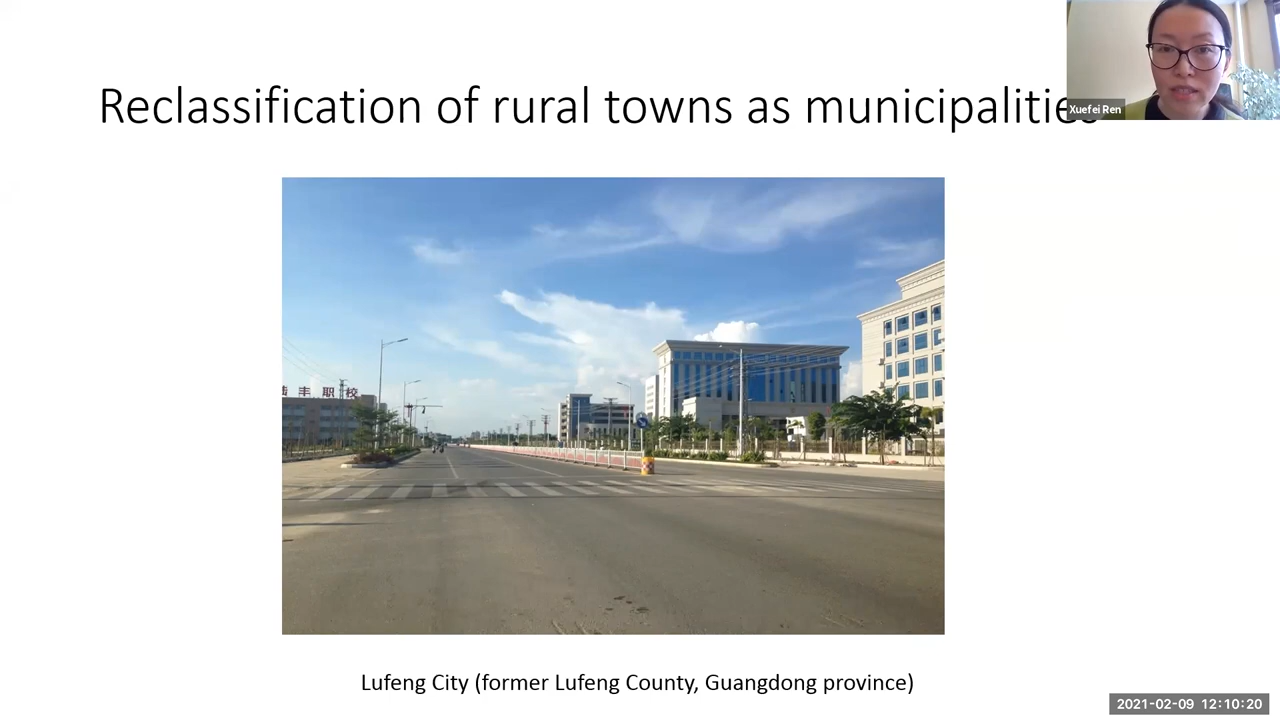 Reclassification of rural towns as municipalities
Xuefei Ren
陆丰职校
Lufeng City (former Lufeng County, Guangdong province)
2021-02-09 12:10:20